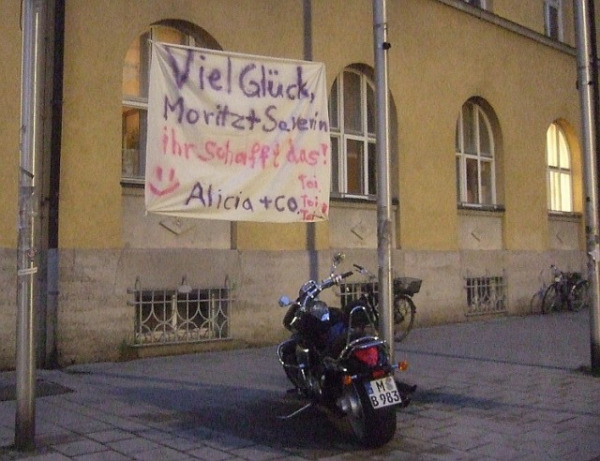 Viel Glück,
Moritz + Severin
ihr schafft das!
Alicia + CO.
Toi
Toi
Toi!
M
B 983